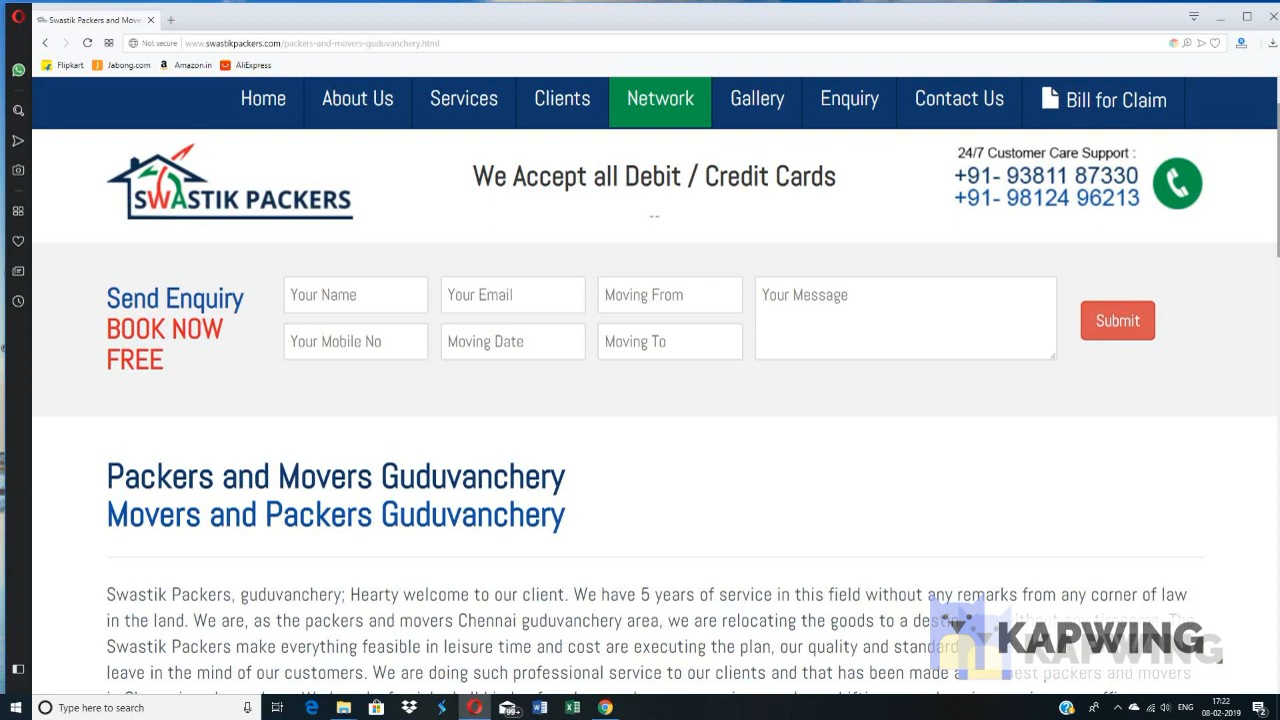 Swastik Packers and Move
Not secure
www.swastikpackers.com/packers-and-movers-guduvanchery.html
Flipkart
Jabong.com
Amazon.in
AliExpress
Home
About Us
Services
Clients
Network
Gallery
Enquiry
Contact Us
Bill for Claim
SWASTIK PACKERS
We Accept all Debit / Credit Cards
--
24/7 Customer Care Support :
+91- 93811 87330
+91- 98124 96213
Send Enquiry
BOOK NOW
FREE
Your Name
Your Email
Moving From
Your Message
Your Mobile No
Moving Date
Moving To
Submit
Packers and Movers Guduvanchery
Movers and Packers Guduvanchery
Swastik Packers, guduvanchery; Hearty welcome to our client. We have 5 years of service in this field without any remarks from any corner of law
in the land. We are, as the packers and movers Chennai guduvanchery area, we are relocating the goods to a
Swastik Packers make everything feasible in leisure time and cost are executing the plan, our quality and standard
leave in the mind of our customers. We are doing such professional service to our clients and that has been made a best packers and movers
KAPWING
Type here to search
99+
ENG
17:22
08-02-2019
2